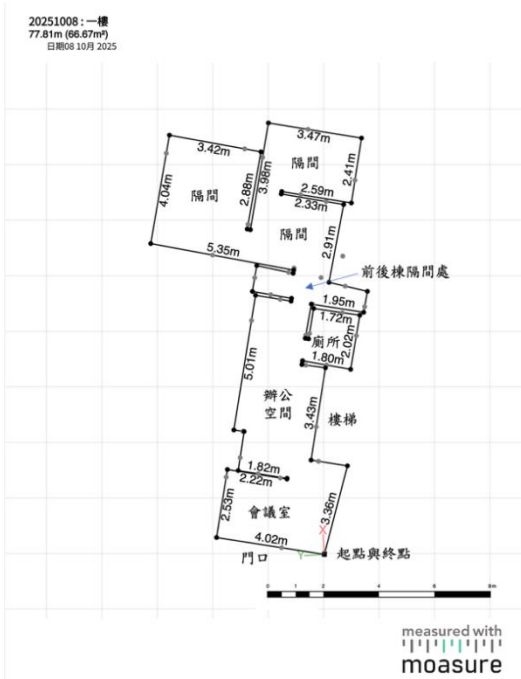 20251008 : 一樓
77.81m (66.67m²)
日期08 10月 2025
3.47m
3.42m
隔間
2.41m
3.98m
2.88m
4.04m
隔間
2.59m
2.33m
隔間
2.91m
5.35m
前後棟隔間處
1.95m
1.72m
廁所
2.02m
1.80m
5.01m
辦公
空間
3.43m
樓梯
1.82m
2.22m
2.53m
會議室
3.36m
4.02m
X
Y
門口
起點與終點
0 1 2 4 8m
measured with
moasure